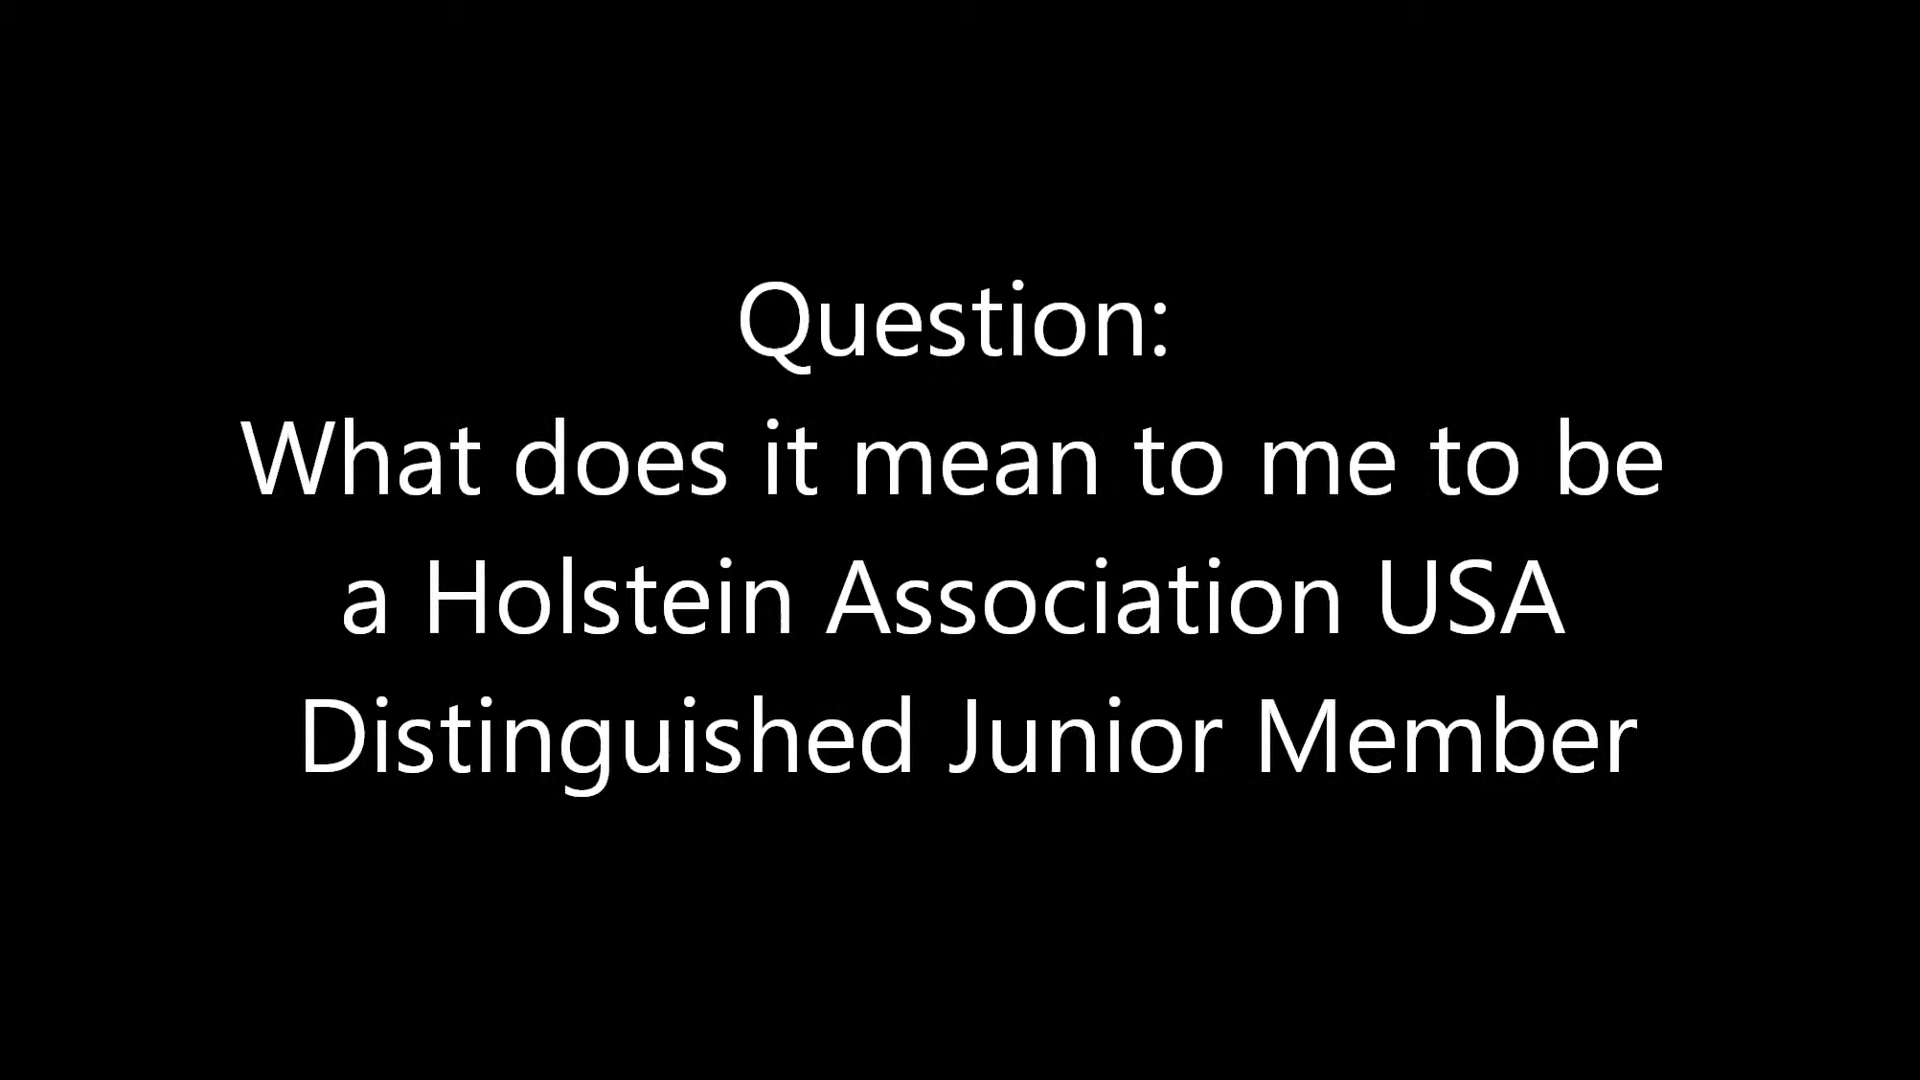 Question:
What does it mean to me to be
a Holstein Association USA
Distinguished Junior Member